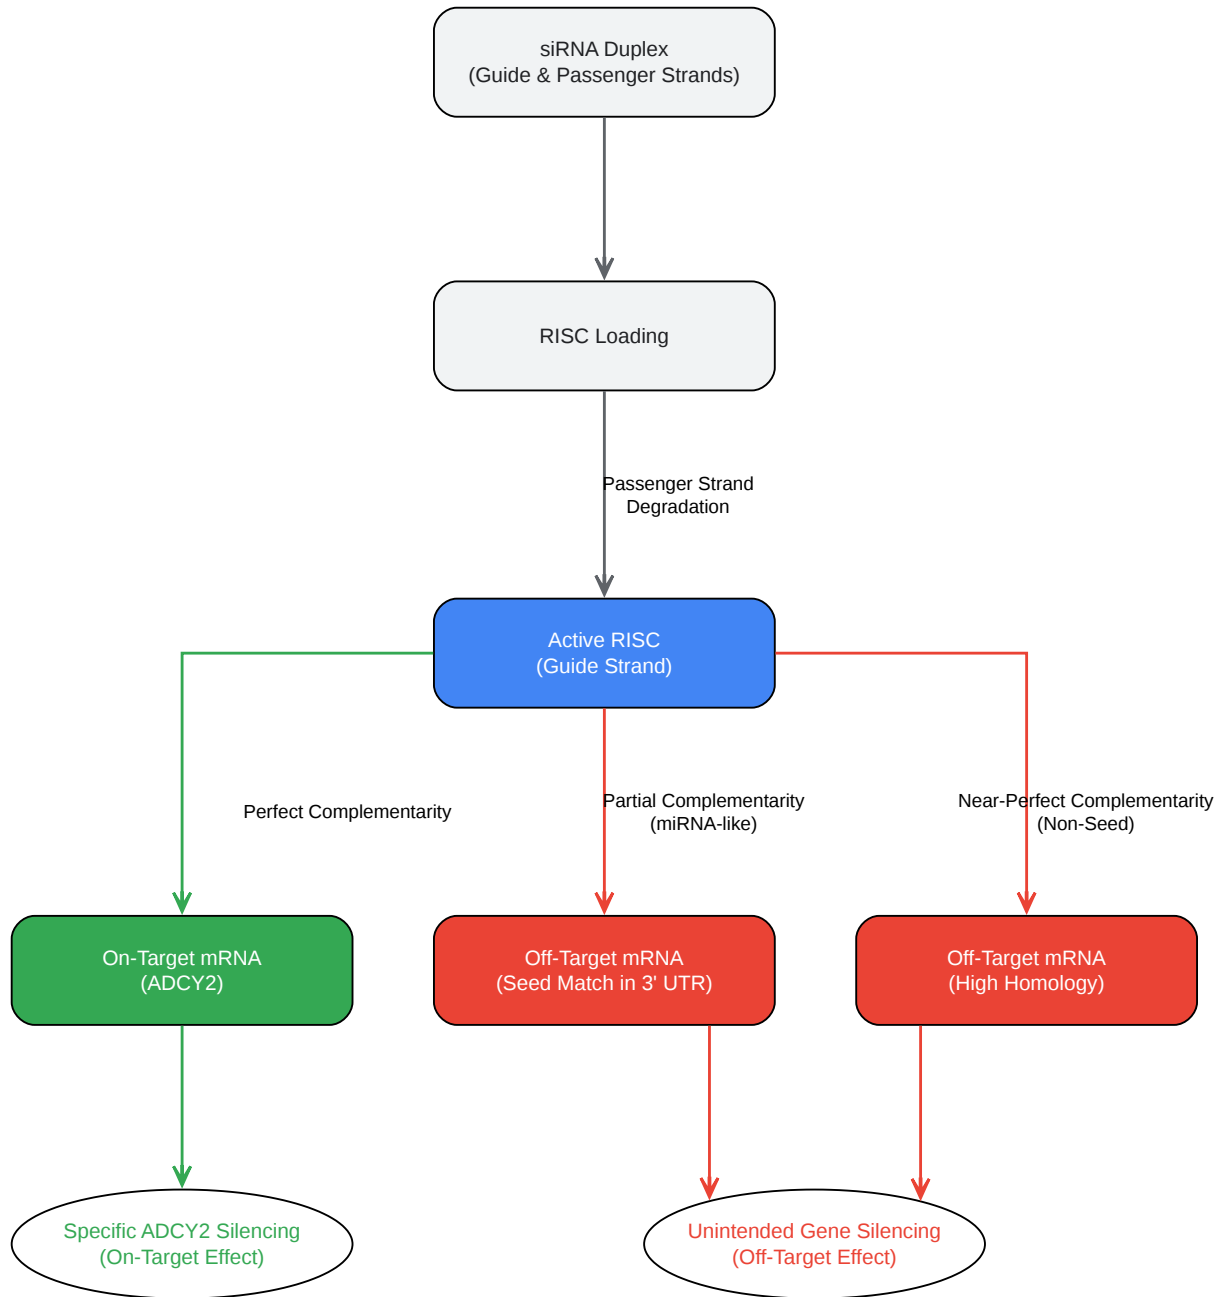 siRNA Duplex
(Guide & Passenger Strands)
RISC Loading
Passenger Strand
Degradation
Active RISC
(Guide Strand)
Perfect Complementarity
Partial Complementarity
(miRNA-like)
Near-Perfect Complementarity
(Non-Seed)
On-Target mRNA
(ADCY2)
Off-Target mRNA
(Seed Match in 3' UTR)
Off-Target mRNA
(High Homology)
Specific ADCY2 Silencing
(On-Target Effect)
Unintended Gene Silencing
(Off-Target Effect)